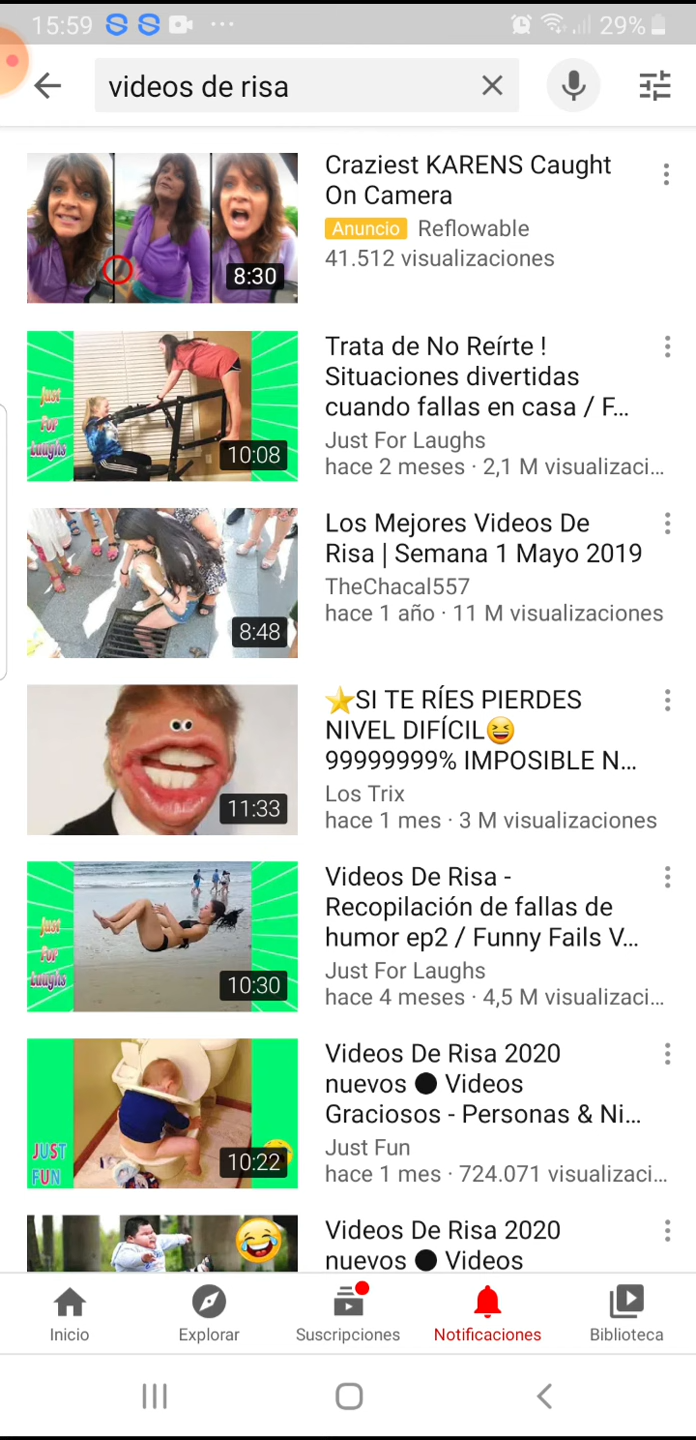 15:59
29%
videos de risa
Craziest KARENS Caught
On Camera
Anuncio Reflowable
41.512 visualizaciones
8:30
Trata de No Reírte !
Situaciones divertidas
cuando fallas en casa / F...
Just For Laughs
hace 2 meses · 2,1 M visualizaci...
Just
For
Laughs
10:08
Los Mejores Videos De
Risa | Semana 1 Mayo 2019
TheChacal557
hace 1 año · 11 M visualizaciones
8:48
⭐SI TE RÍES PIERDES
NIVEL DIFÍCIL😆
99999999% IMPOSIBLE N...
Los Trix
hace 1 mes · 3 M visualizaciones
11:33
Videos De Risa -
Recopilación de fallas de
humor ep2 / Funny Fails V...
Just For Laughs
hace 4 meses · 4,5 M visualizaci...
Just
For
Laughs
10:30
Videos De Risa 2020
nuevos ● Videos
Graciosos - Personas & Ni...
Just Fun
hace 1 mes · 724.071 visualizaci...
JUST
FUN
10:22
Videos De Risa 2020
nuevos ● Videos
Inicio
Explorar
Suscripciones
Notificaciones
Biblioteca